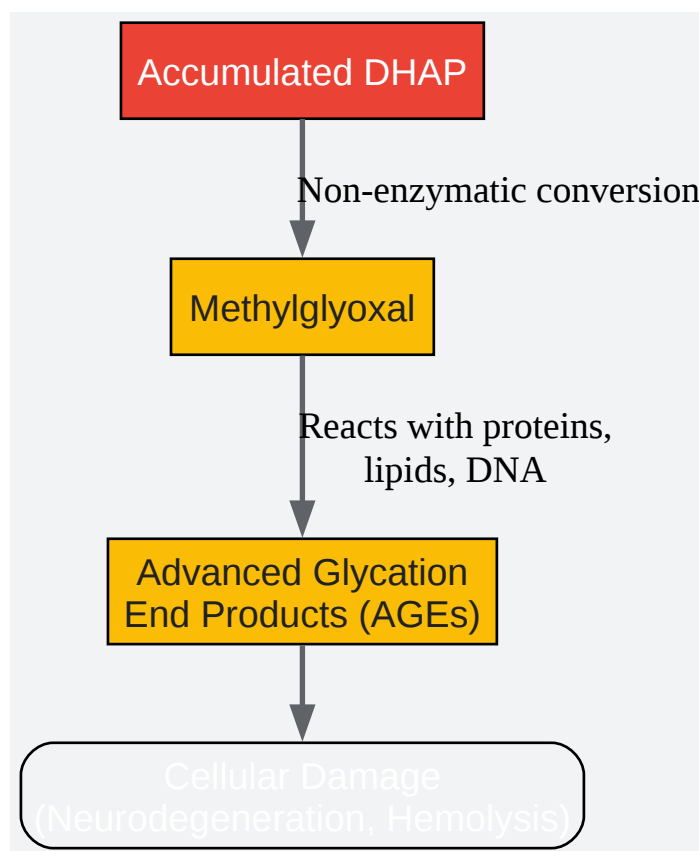 Accumulated DHAP
Non-enzymatic conversion
Methylglyoxal
Reacts with proteins,
lipids, DNA
Advanced Glycation
End Products (AGEs)
Cellular Damage
(Neurodegeneration, Hemolysis)